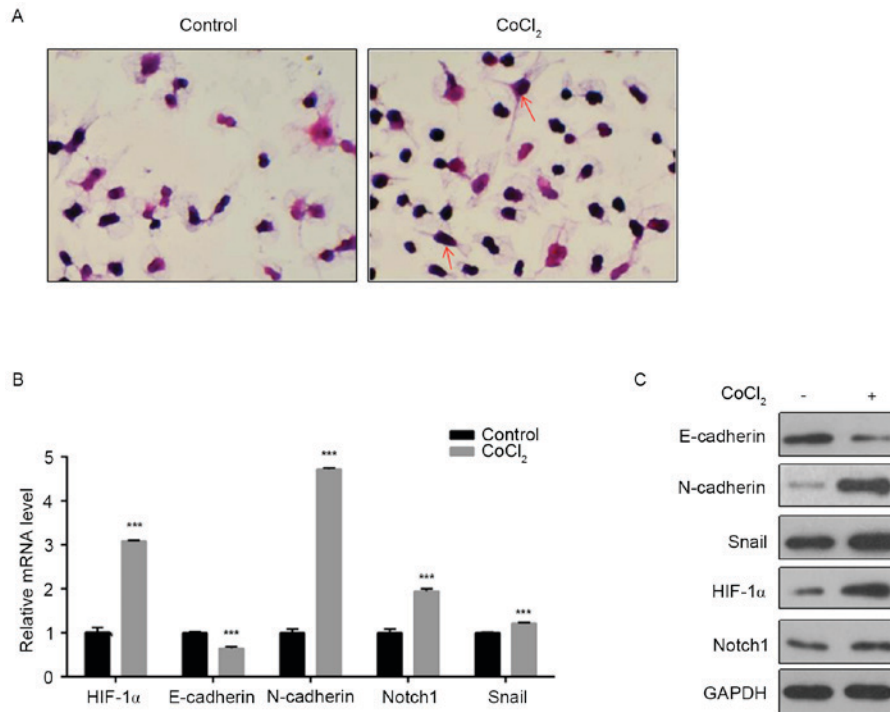 A
Control
CoCl₂
B
Control
CoCl₂
Relative mRNA level
5
4
3
2
1
0
***
***
***
***
***
HIF-1α E-cadherin N-cadherin Notch1 Snail
C
CoCl₂ - +
E-cadherin
N-cadherin
Snail
HIF-1α
Notch1
GAPDH